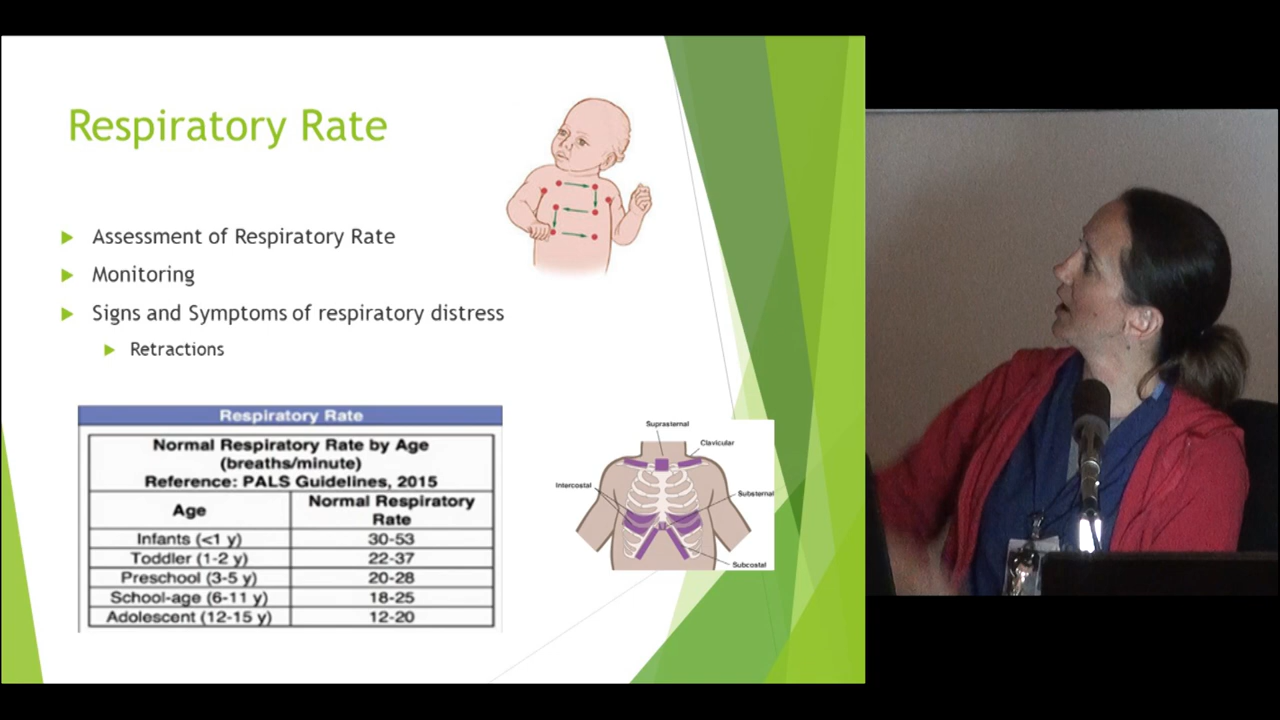 Respiratory Rate
Assessment of Respiratory Rate
Monitoring
Signs and Symptoms of respiratory distress
Retractions
Respiratory Rate
Normal Respiratory Rate by Age
(breaths/minute)
Reference: PALS Guidelines, 2015
Age
Normal Respiratory
Rate
Infants (<1 y) 30-53
Toddler (1-2 y) 22-37
Preschool (3-5 y) 20-28
School-age (6-11 y) 18-25
Adolescent (12-15 y) 12-20
Suprasternal
Clavicular
Intercostal
Substernal
Subcostal